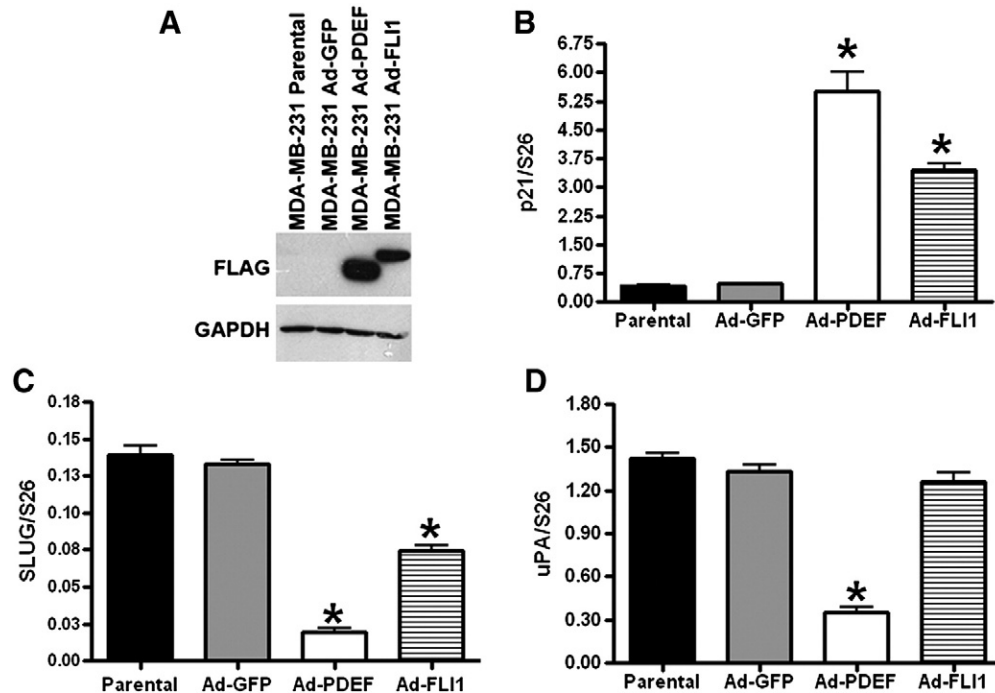 A
MDA-MB-231 Parental
MDA-MB-231 Ad-GFP
MDA-MB-231 Ad-PDEF
MDA-MB-231 Ad-FLI1
FLAG
GAPDH
B
p21/S26
6.75
6.00
5.25
4.50
3.75
3.00
2.25
1.50
0.75
0.00
*
*
Parental Ad-GFP Ad-PDEF Ad-FLI1
C
SLUG/S26
0.18
0.15
0.13
0.10
0.08
0.05
0.03
0.00
*
*
Parental Ad-GFP Ad-PDEF Ad-FLI1
D
uPA/S26
1.80
1.50
1.20
0.90
0.60
0.30
0.00
*
Parental Ad-GFP Ad-PDEF Ad-FLI1